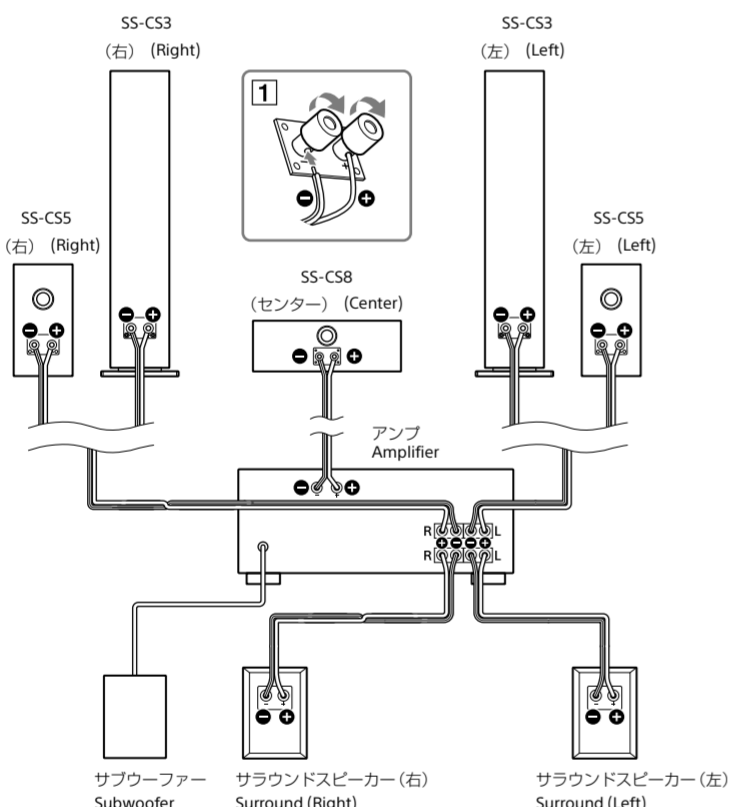 SS-CS3
（右） (Right)
SS-CS3
（左） (Left)
1
− +
SS-CS5
（右） (Right)
SS-CS5
（左） (Left)
SS-CS8
（センター） (Center)
− +
− +
− +
− +
− +
アンプ
Amplifier
− +
− +
R L
+ − − +
R L
− +
− +
− +
− +
サブウーファー
Subwoofer
サラウンドスピーカー（右）
Surround (Right)
サラウンドスピーカー（左）
Surround (Left)